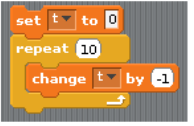 set t to 0
repeat 10
change t by -1